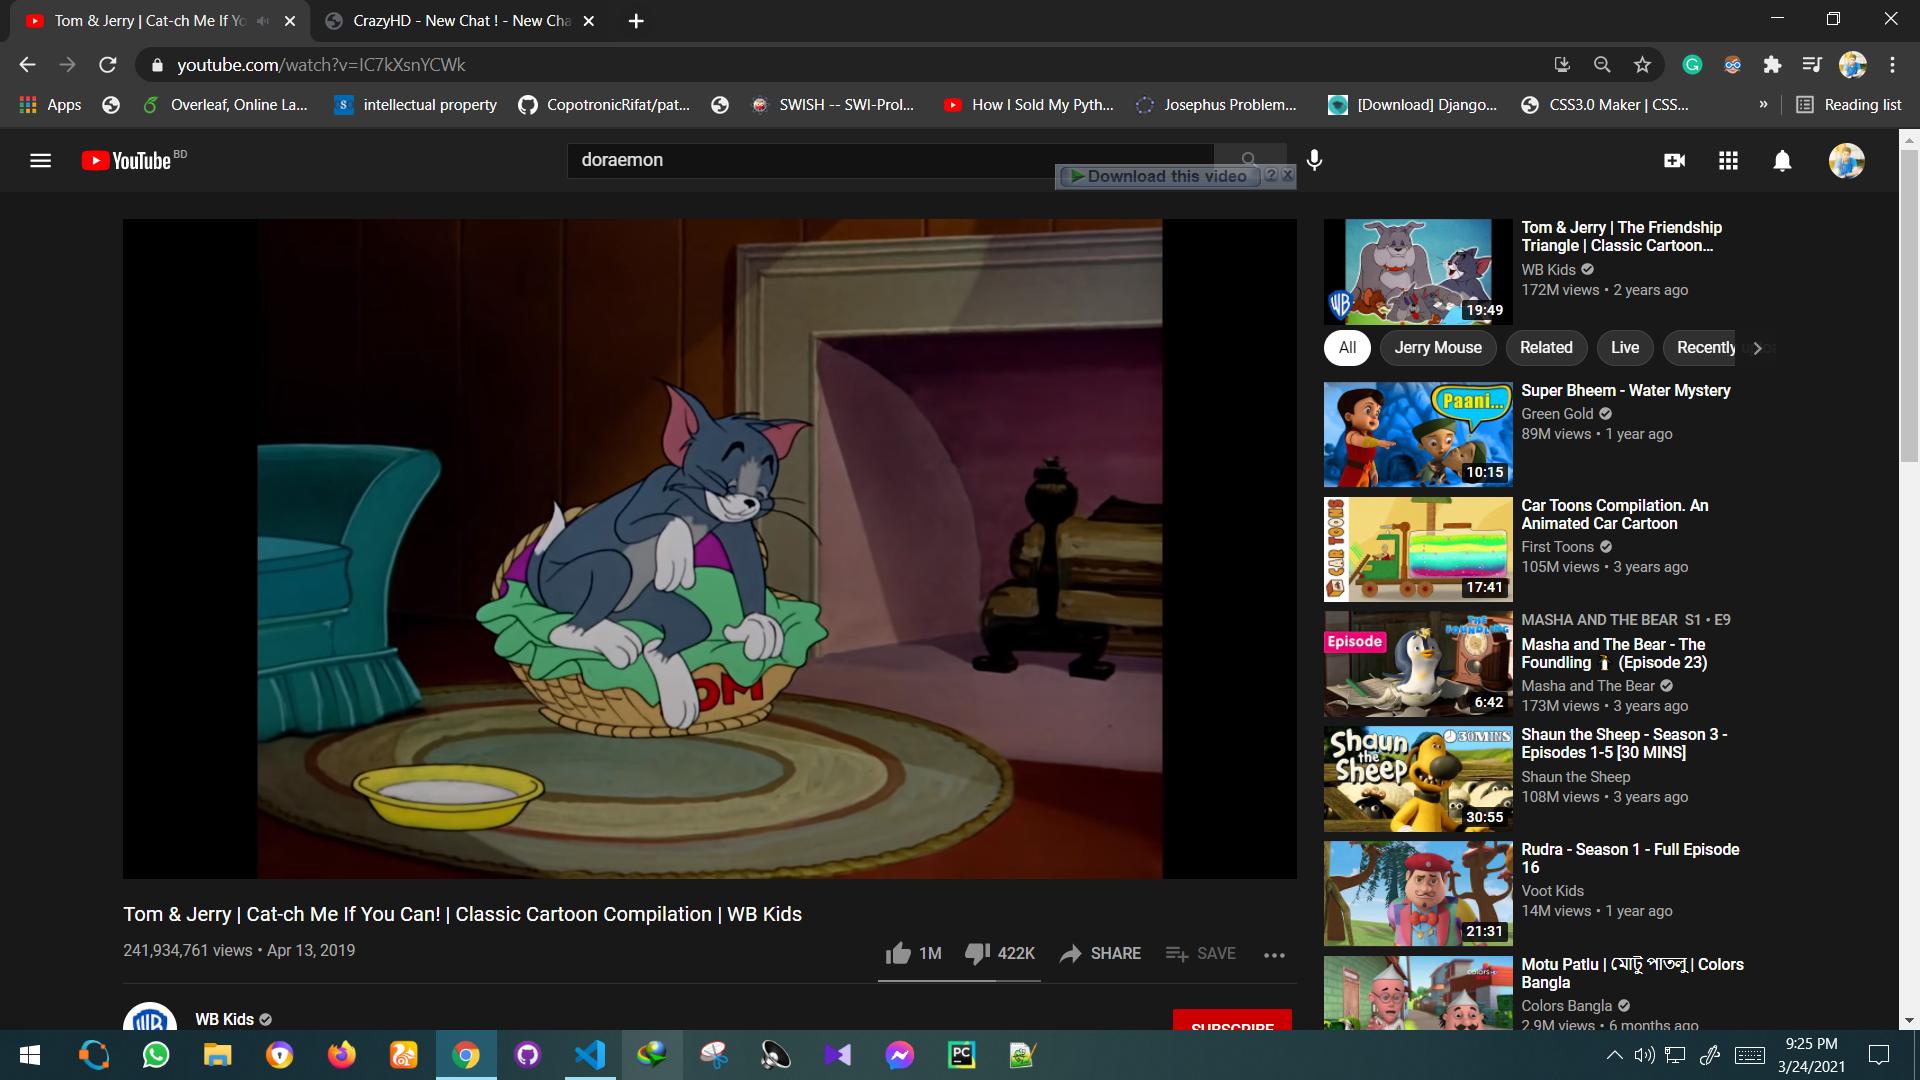 Tom & Jerry | Cat-ch Me If Yo
CrazyHD - New Chat ! - New Cha
youtube.com/watch?v=IC7kXsnYCWk
Apps
Overleaf, Online La...
intellectual property
CopotronicRifat/pat...
SWISH -- SWI-Prol...
How I Sold My Pyth...
Josephus Problem...
[Download] Django...
CSS3.0 Maker | CSS...
»
Reading list
YouTube BD
doraemon
Download this video
TOM
Tom & Jerry | Cat-ch Me If You Can! | Classic Cartoon Compilation | WB Kids
241,934,761 views • Apr 13, 2019
1M
422K
SHARE
SAVE
WB Kids
SUBSCRIBE
Tom & Jerry | The Friendship
Triangle | Classic Cartoon...
WB Kids
172M views • 2 years ago
WB
19:49
All
Jerry Mouse
Related
Live
Recently
Paani...
10:15
Super Bheem - Water Mystery
Green Gold
89M views • 1 year ago
CAR TOONS
17:41
Car Toons Compilation. An
Animated Car Cartoon
First Toons
105M views • 3 years ago
Episode
THE
FOUNDLING
6:42
MASHA AND THE BEAR S1 • E9
Masha and The Bear - The
Foundling (Episode 23)
Masha and The Bear
173M views • 3 years ago
Shaun
the
Sheep
30MINS
30:55
Shaun the Sheep - Season 3 -
Episodes 1-5 [30 MINS]
Shaun the Sheep
108M views • 3 years ago
21:31
Rudra - Season 1 - Full Episode
16
Voot Kids
14M views • 1 year ago
Motu Patlu | মোটু পাতলু | Colors
Bangla
Colors Bangla
2.9M views • 6 months ago
PC
9:25 PM
3/24/2021